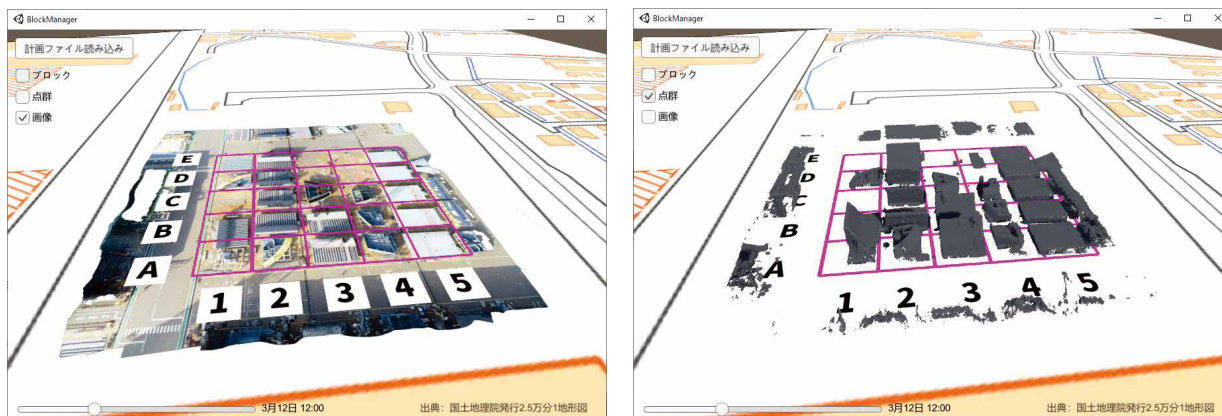 BlockManager
計画ファイル読み込み
ブロック
点群
画像
E
D
C
B
A
1 2 3 4 5
3月12日 12:00
出典：国土地理院発行2.5万分1地形図
BlockManager
計画ファイル読み込み
ブロック
点群
画像
E
D
C
B
A
1 2 3 4 5
3月12日 12:00
出典：国土地理院発行2.5万分1地形図